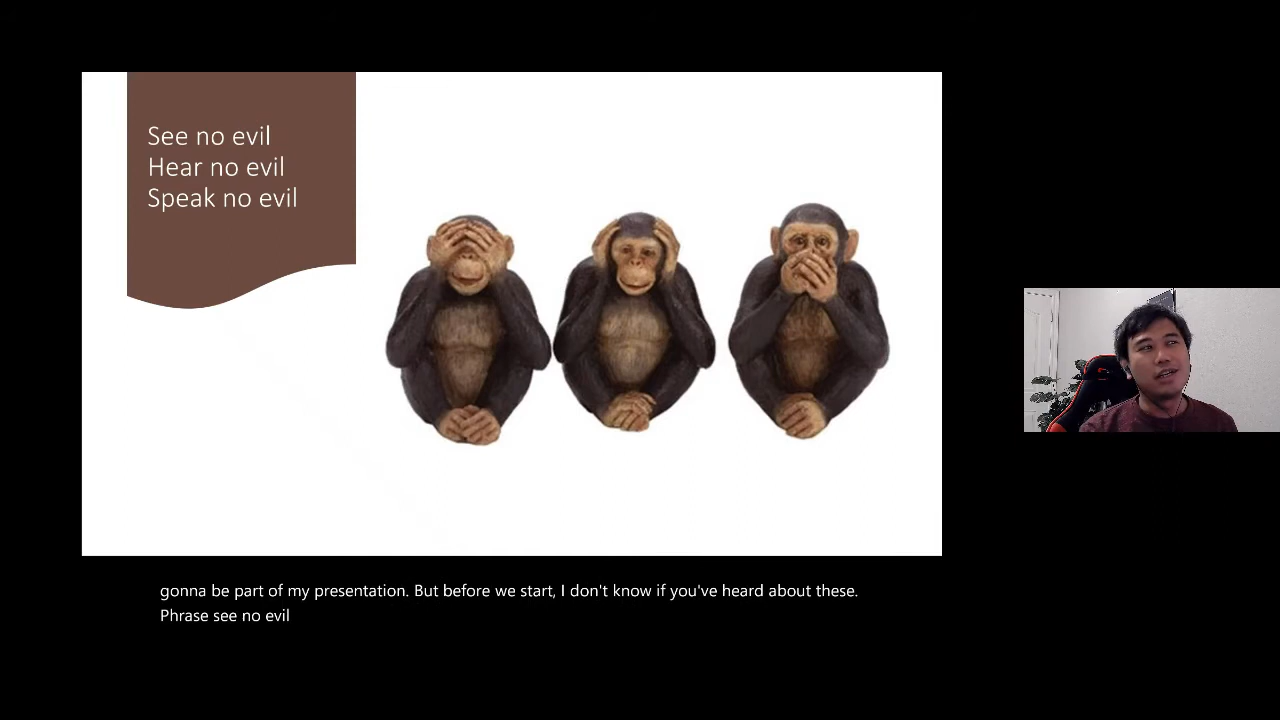 See no evil
Hear no evil
Speak no evil
gonna be part of my presentation. But before we start, I don't know if you've heard about these.
Phrase see no evil